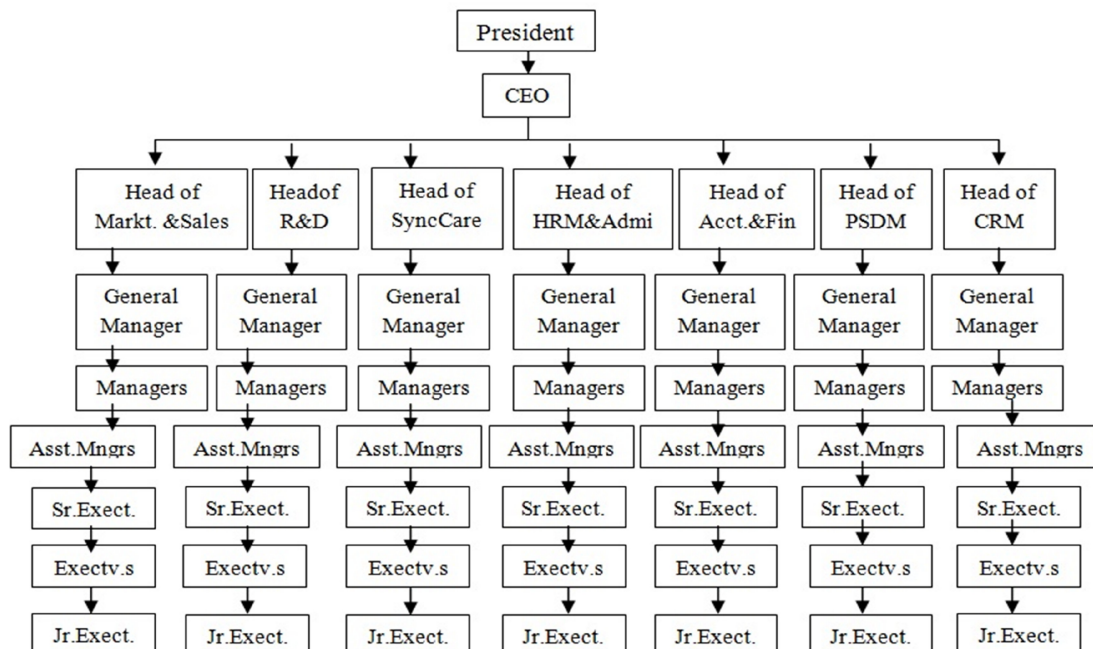 President
CEO
Head of
Markt. &Sales
Headof
R&D
Head of
SyncCare
Head of
HRM&Admi
Head of
Acct.&Fin
Head of
PSDM
Head of
CRM
General
Manager
General
Manager
General
Manager
General
Manager
General
Manager
General
Manager
General
Manager
Managers
Managers
Managers
Managers
Managers
Managers
Managers
Asst.Mngrs
Asst.Mngrs
Asst.Mngrs
Asst.Mngrs
Asst.Mngrs
Asst.Mngrs
Asst.Mngrs
Sr.Exect.
Sr.Exect.
Sr.Exect.
Sr.Exect.
Sr.Exect.
Sr.Exect.
Sr.Exect.
Exectv.s
Exectv.s
Exectv.s
Exectv.s
Exectv.s
Exectv.s
Exectv.s
Jr.Exect.
Jr.Exect.
Jr.Exect.
Jr.Exect.
Jr.Exect.
Jr.Exect.
Jr.Exect.